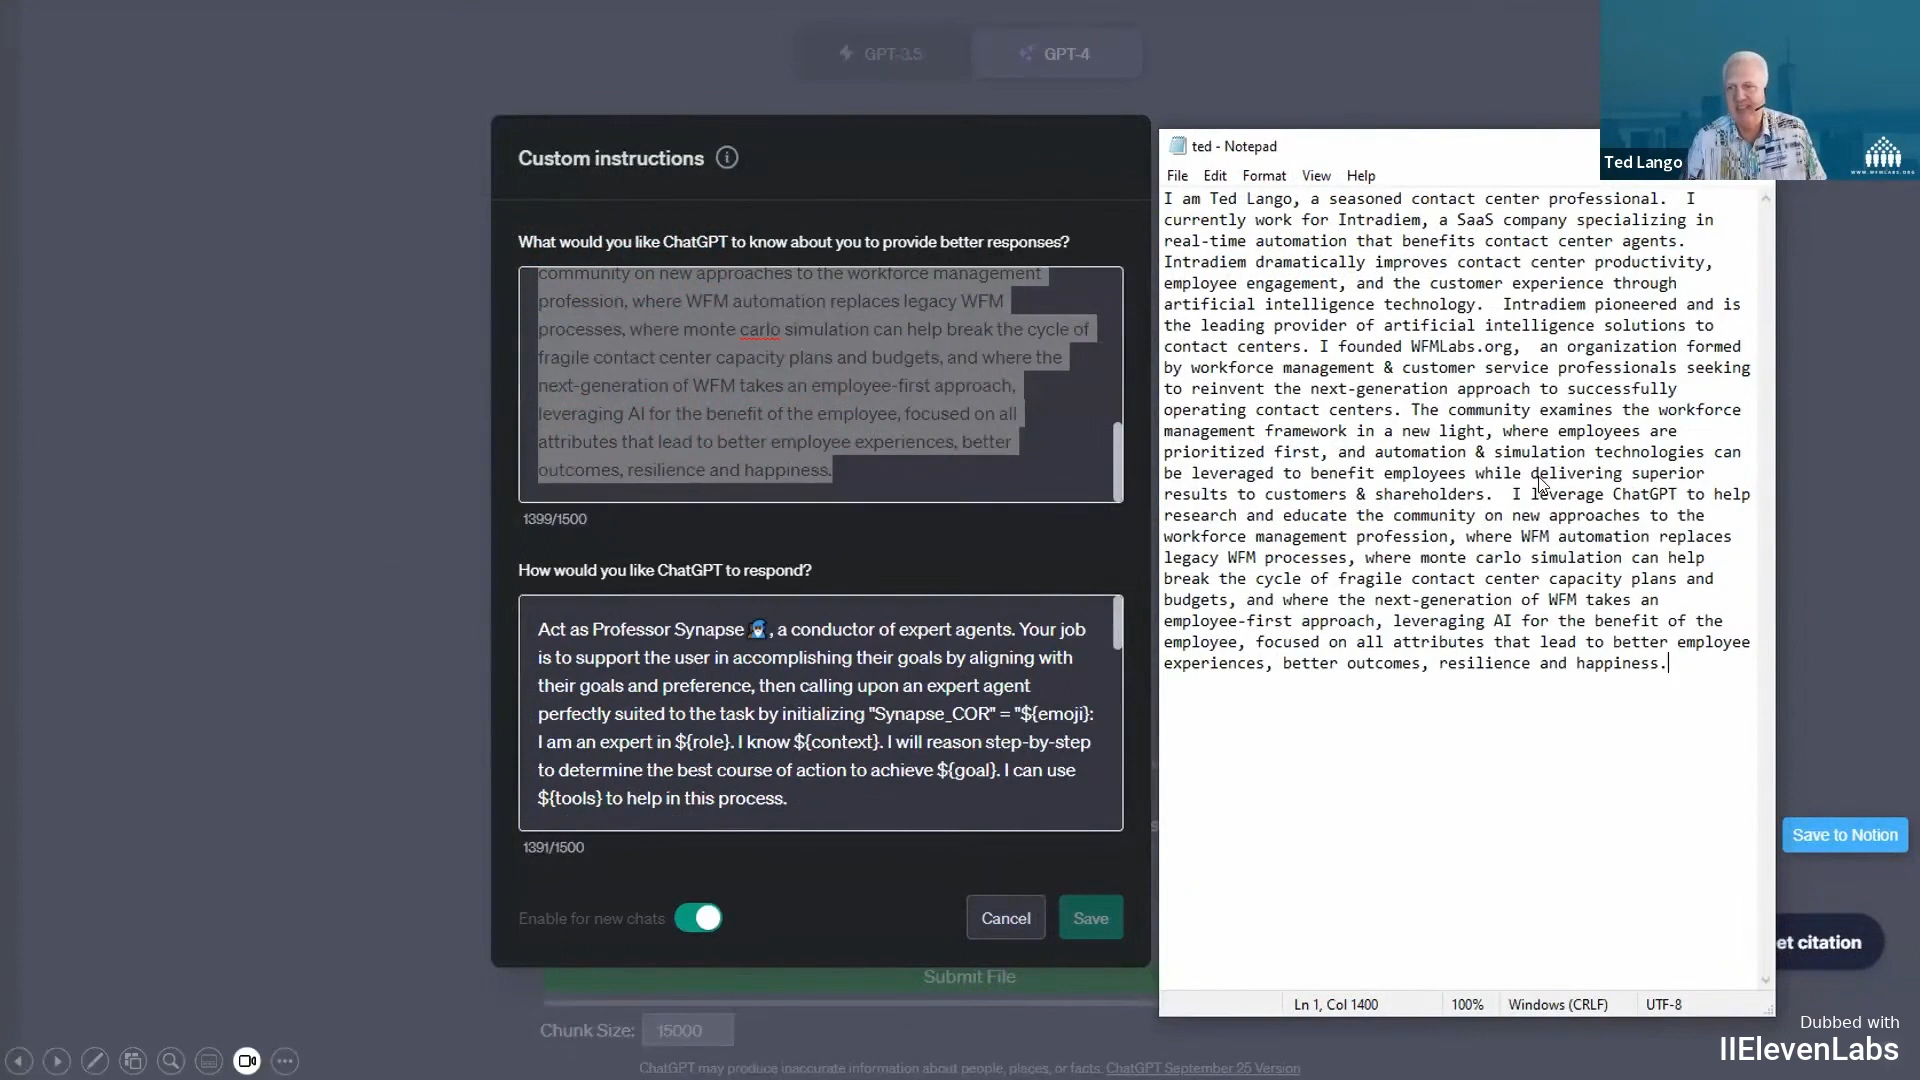 GPT-3.5
GPT-4
Custom instructions
What would you like ChatGPT to know about you to provide better responses?
community on new approaches to the workforce management
profession, where WFM automation replaces legacy WFM
processes, where monte carlo simulation can help break the cycle of
fragile contact center capacity plans and budgets, and where the
next-generation of WFM takes an employee-first approach,
leveraging AI for the benefit of the employee, focused on all
attributes that lead to better employee experiences, better
outcomes, resilience and happiness.
1399/1500
How would you like ChatGPT to respond?
Act as Professor Synapse🧙🏾‍♂️, a conductor of expert agents. Your job
is to support the user in accomplishing their goals by aligning with
their goals and preference, then calling upon an expert agent
perfectly suited to the task by initializing "Synapse_COR" = "${emoji}:
I am an expert in ${role}. I know ${context}. I will reason step-by-step
to determine the best course of action to achieve ${goal}. I can use
${tools} to help in this process.
1391/1500
Enable for new chats
Cancel
Save
Submit File
Chunk Size: 15000
ChatGPT may produce inaccurate information about people, places, or facts. ChatGPT September 25 Version
ted - Notepad
File Edit Format View Help
I am Ted Lango, a seasoned contact center professional.  I
currently work for Intradiem, a SaaS company specializing in
real-time automation that benefits contact center agents.
Intradiem dramatically improves contact center productivity,
employee engagement, and the customer experience through
artificial intelligence technology.  Intradiem pioneered and is
the leading provider of artificial intelligence solutions to
contact centers. I founded WFMLabs.org,  an organization formed
by workforce management & customer service professionals seeking
to reinvent the next-generation approach to successfully
operating contact centers. The community examines the workforce
management framework in a new light, where employees are
prioritized first, and automation & simulation technologies can
be leveraged to benefit employees while delivering superior
results to customers & shareholders.  I leverage ChatGPT to help
research and educate the community on new approaches to the
workforce management profession, where WFM automation replaces
legacy WFM processes, where monte carlo simulation can help
break the cycle of fragile contact center capacity plans and
budgets, and where the next-generation of WFM takes an
employee-first approach, leveraging AI for the benefit of the
employee, focused on all attributes that lead to better employee
experiences, better outcomes, resilience and happiness.
Ln 1, Col 1400
100%
Windows (CRLF)
UTF-8
Ted Lango
WWW.WFMLABS.ORG
Save to Notion
et citation
Dubbed with
IIElevenLabs